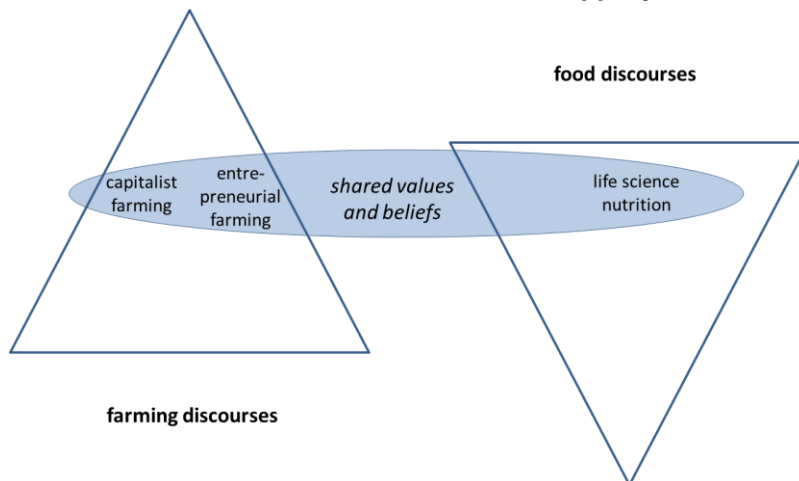 food discourses
capitalist
farming
entre-
preneurial
farming
shared values
and beliefs
life science
nutrition
farming discourses